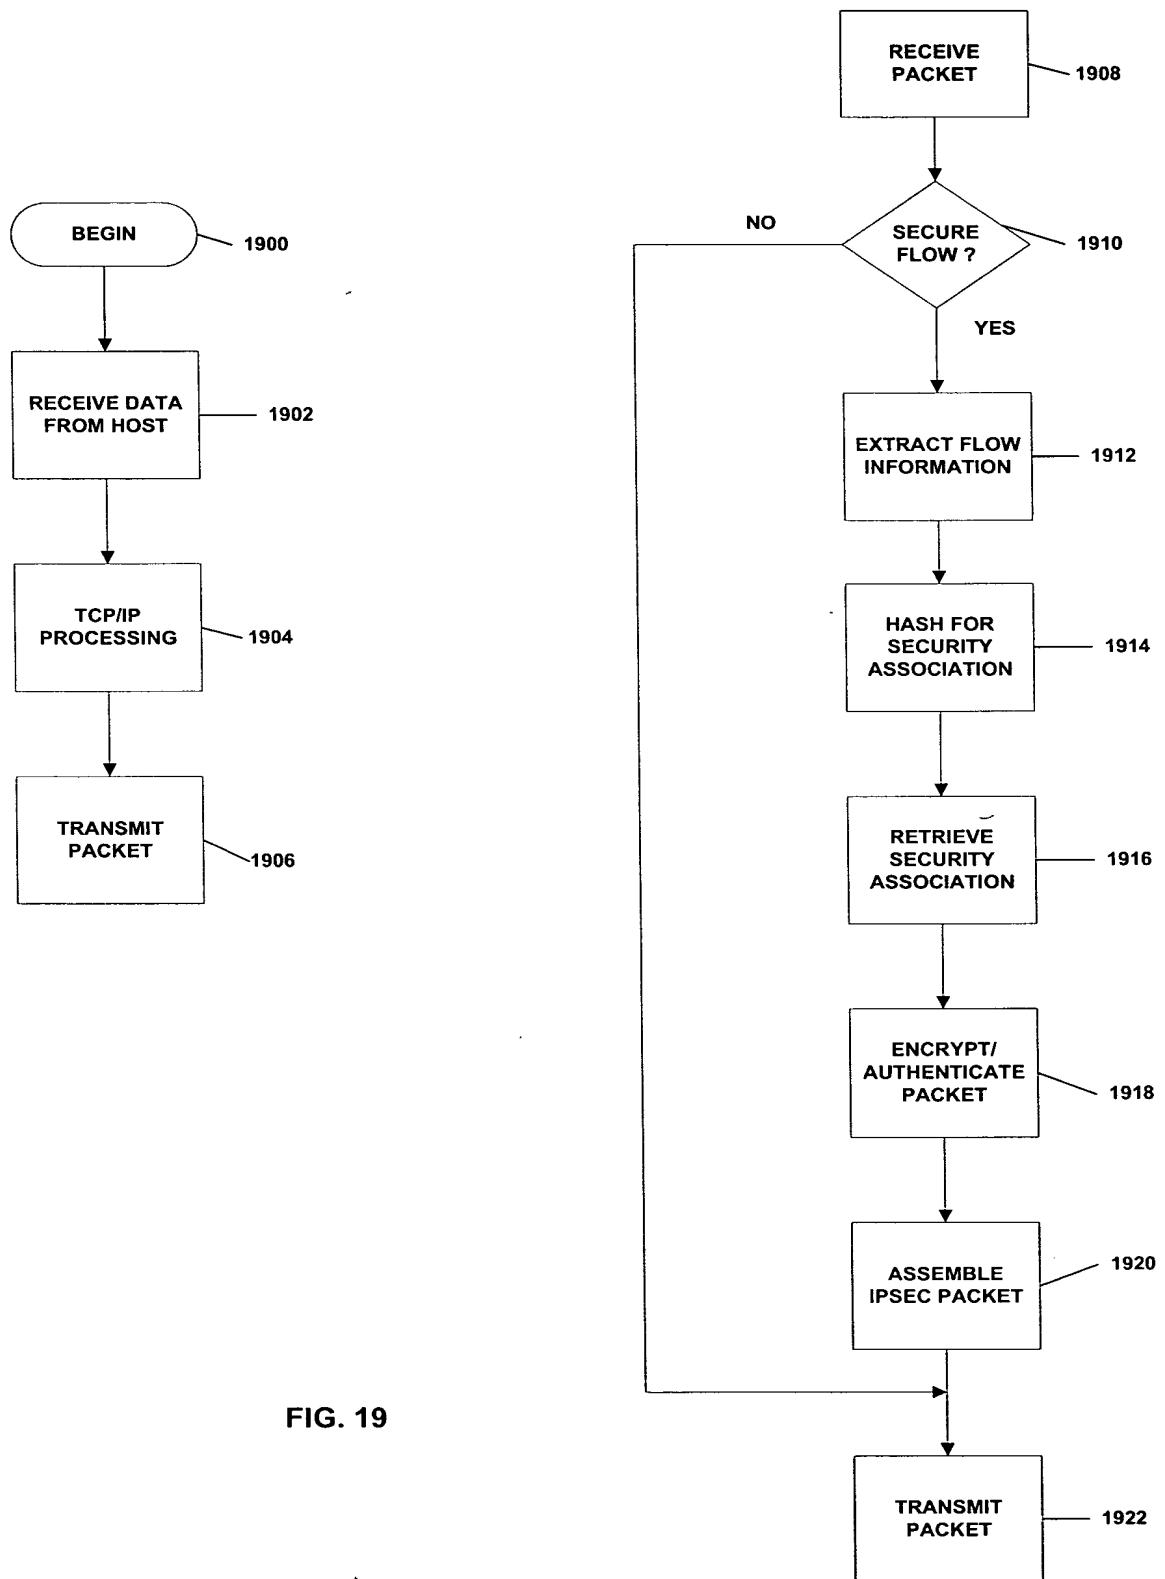 BEGIN
1900
RECEIVE DATA
FROM HOST
1902
TCP/IP
PROCESSING
1904
TRANSMIT
PACKET
1906
RECEIVE
PACKET
1908
SECURE
FLOW ?
1910
NO
YES
EXTRACT FLOW
INFORMATION
1912
HASH FOR
SECURITY
ASSOCIATION
1914
RETRIEVE
SECURITY
ASSOCIATION
1916
ENCRYPT/
AUTHENTICATE
PACKET
1918
ASSEMBLE
IPSEC PACKET
1920
TRANSMIT
PACKET
1922
FIG. 19